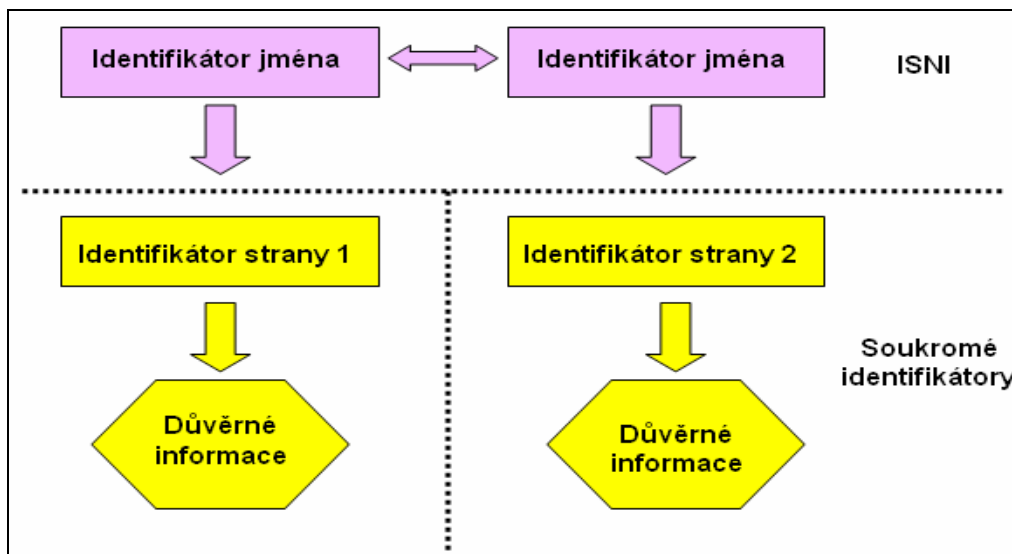 Identifikátor jména
Identifikátor jména
ISNI
Identifikátor strany 1
Identifikátor strany 2
Soukromé
identifikátory
Důvěrné
informace
Důvěrné
informace